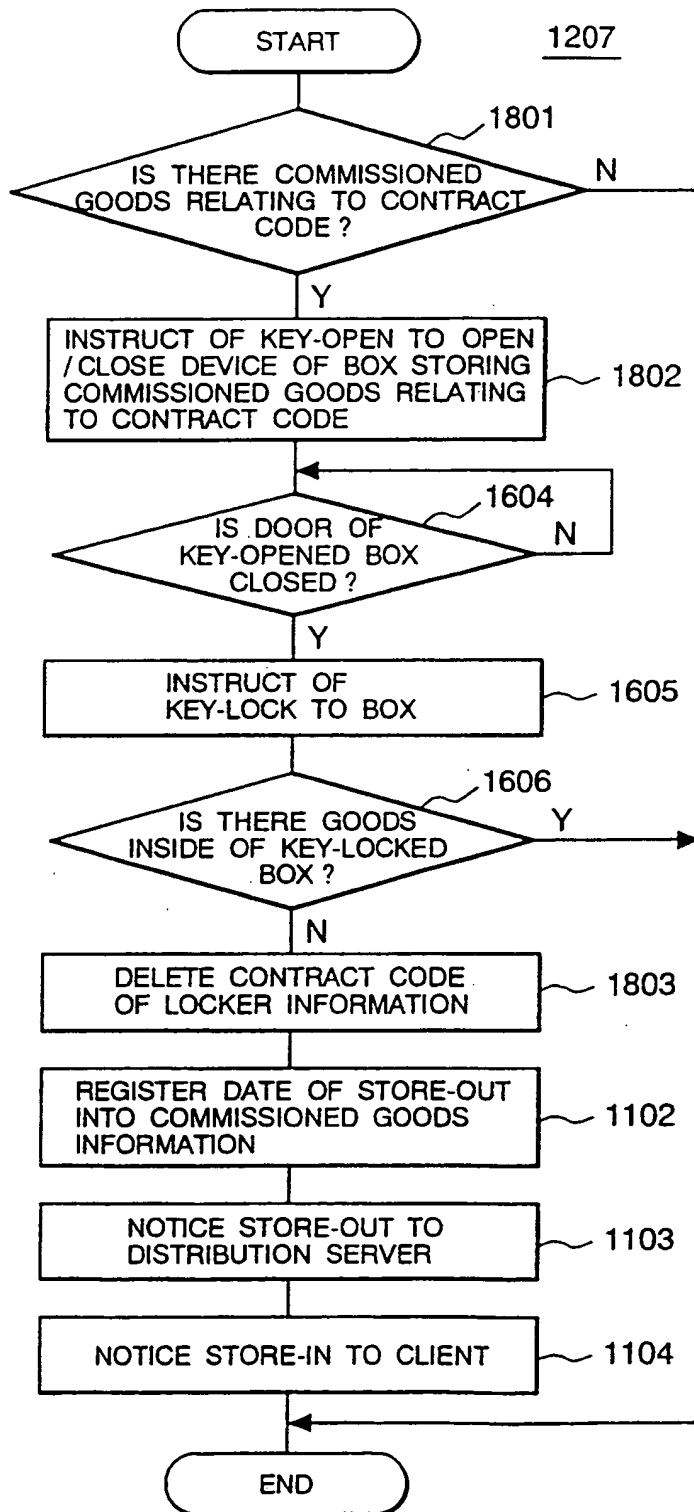 START
1207
1801
IS THERE COMMISSIONED
GOODS RELATING TO CONTRACT
CODE ?
N
Y
INSTRUCT OF KEY-OPEN TO OPEN
/CLOSE DEVICE OF BOX STORING
COMMISSIONED GOODS RELATING
TO CONTRACT CODE
1802
1604
IS DOOR OF
KEY-OPENED BOX
CLOSED ?
N
Y
INSTRUCT OF
KEY-LOCK TO BOX
1605
1606
IS THERE GOODS
INSIDE OF KEY-LOCKED
BOX ?
Y
N
DELETE CONTRACT CODE
OF LOCKER INFORMATION
1803
REGISTER DATE OF STORE-OUT
INTO COMMISSIONED GOODS
INFORMATION
1102
NOTICE STORE-OUT TO
DISTRIBUTION SERVER
1103
NOTICE STORE-IN TO CLIENT
1104
END